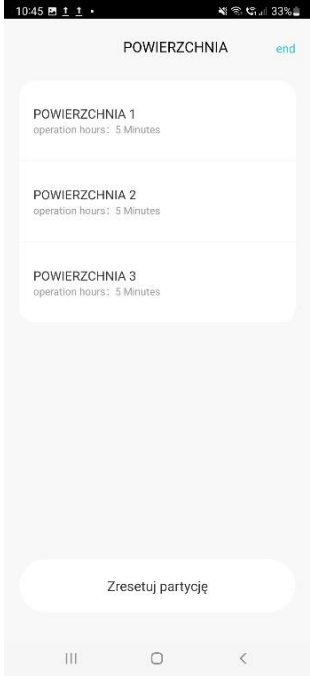 10:45 33%
POWIERZCHNIA end
POWIERZCHNIA 1
operation hours: 5 Minutes
POWIERZCHNIA 2
operation hours: 5 Minutes
POWIERZCHNIA 3
operation hours: 5 Minutes
Zresetuj partycję